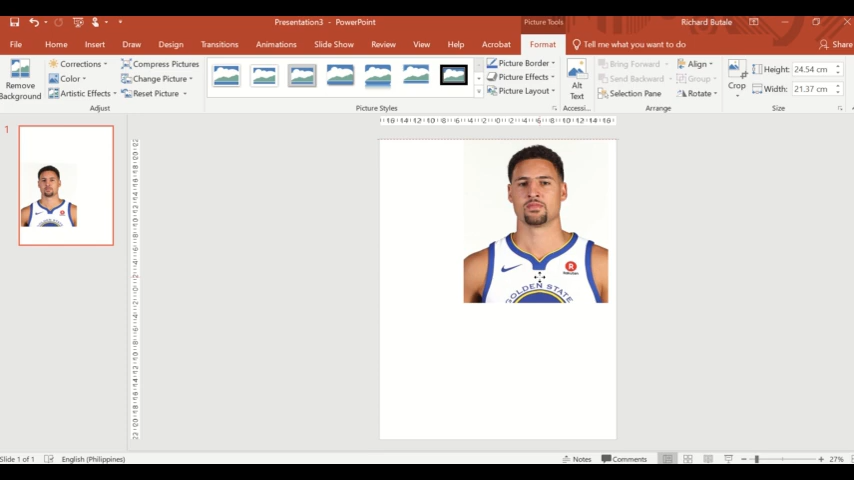 Presentation3 - PowerPoint
Picture Tools
Richard Butale
File Home Insert Draw Design Transitions Animations Slide Show Review View Help Acrobat Format Tell me what you want to do Share
Remove Background
Corrections
Color
Artistic Effects
Compress Pictures
Change Picture
Reset Picture
Adjust
Picture Styles
Picture Border
Picture Effects
Picture Layout
Alt Text
Accessi...
Bring Forward
Send Backward
Selection Pane
Align
Group
Rotate
Arrange
Crop
Height: 24.54 cm
Width: 21.37 cm
Size
1
GOLDEN STATE
Slide 1 of 1 English (Philippines) Notes Comments 27%